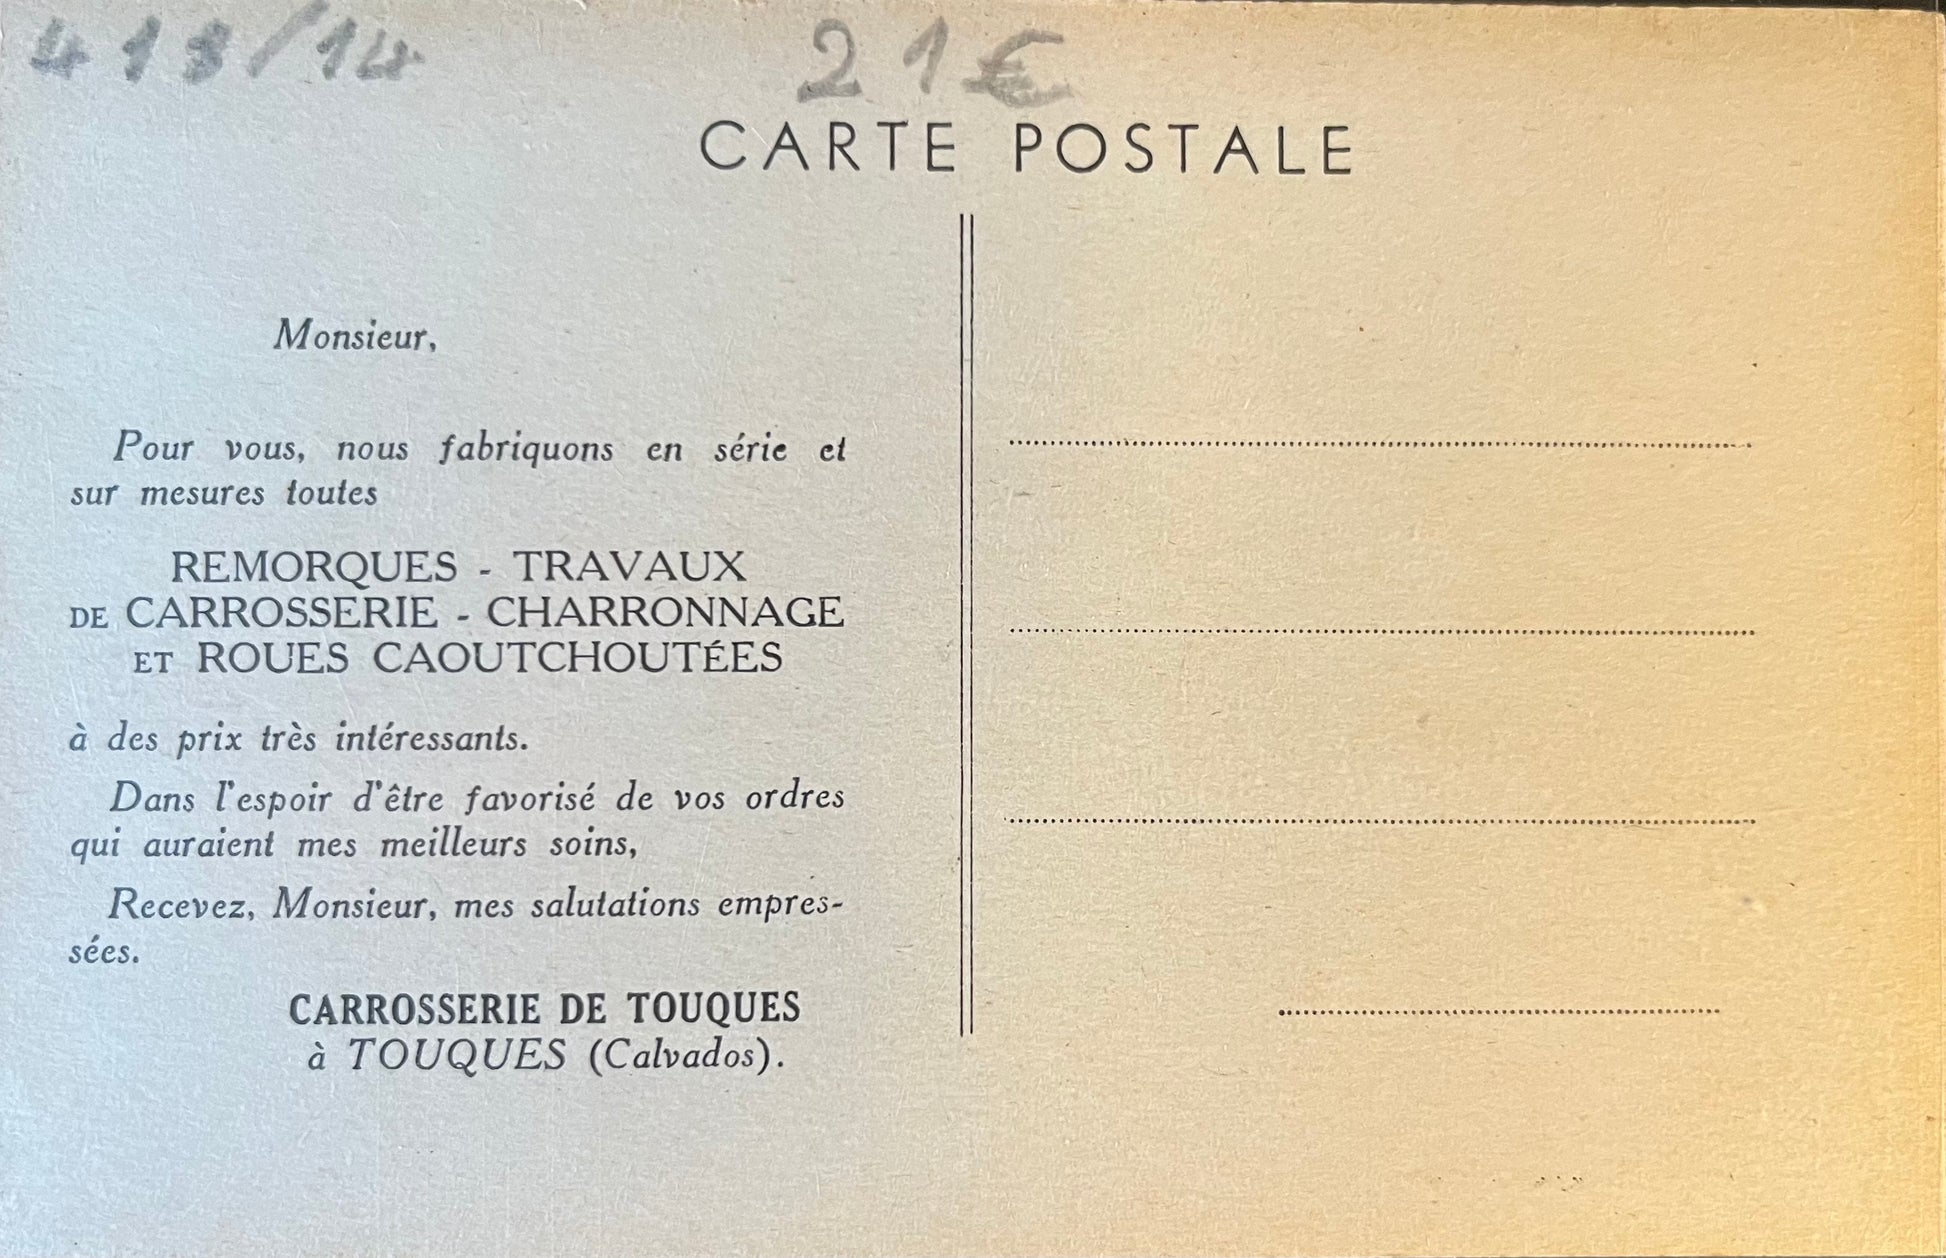 413/14 21€
CARTE POSTALE
Monsieur,
Pour vous, nous fabriquons en série et
sur mesures toutes
REMORQUES - TRAVAUX
DE CARROSSERIE - CHARRONNAGE
ET ROUES CAOUTCHOUTÉES
à des prix très intéressants.
Dans l'espoir d'être favorisé de vos ordres
qui auraient mes meilleurs soins,
Recevez, Monsieur, mes salutations empres-
sées.
CARROSSERIE DE TOUQUES
à TOUQUES (Calvados).